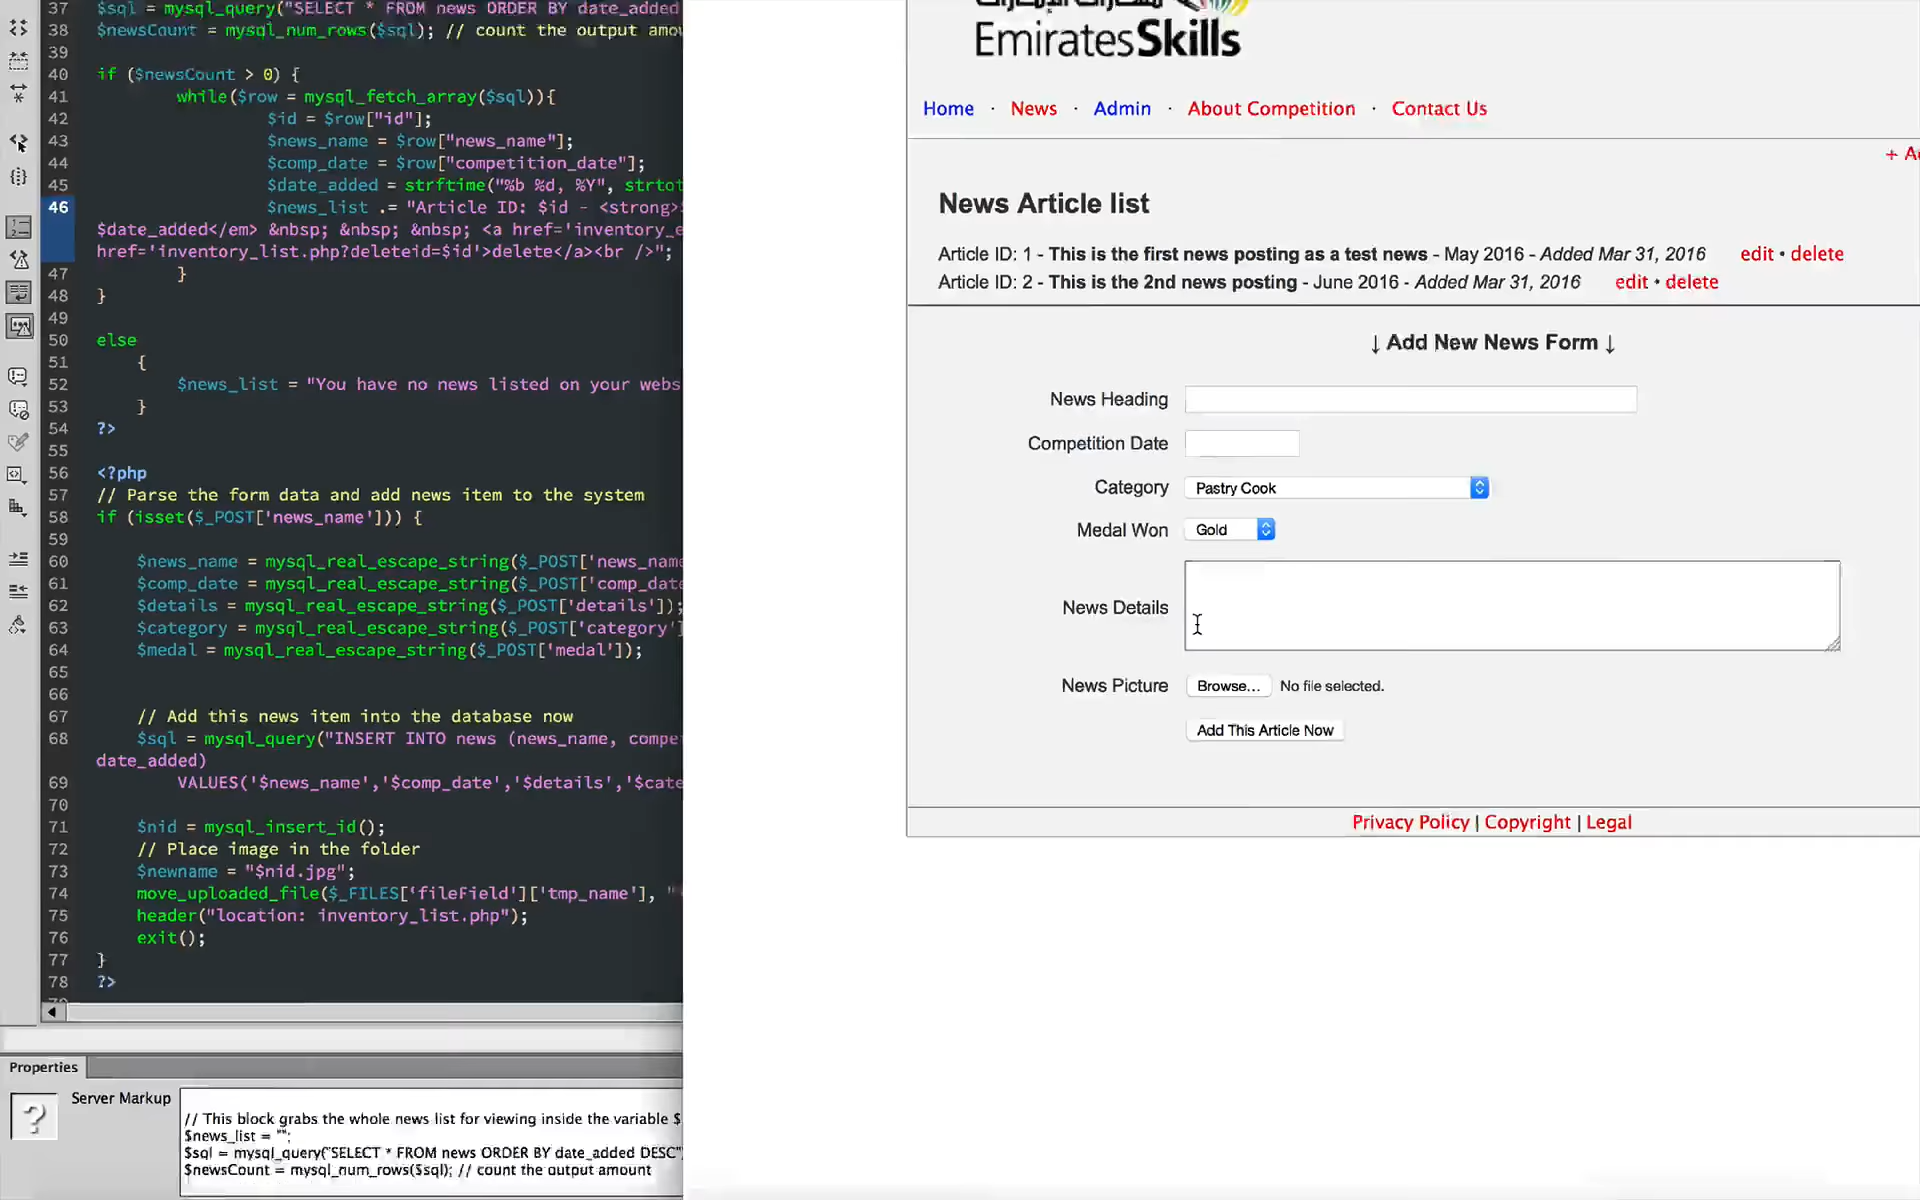 37 $sql = mysql_query("SELECT * FROM news ORDER BY date_added
38 $newsCount = mysql_num_rows($sql); // count the output amou
39
40 if ($newsCount > 0) {
41 while($row = mysql_fetch_array($sql)){
42 $id = $row["id"];
43 $news_name = $row["news_name"];
44 $comp_date = $row["competition_date"];
45 $date_added = strftime("%b %d, %Y", strtot
46 $news_list .= "Article ID: $id - <strong>
$date_added</em> &nbsp; &nbsp; &nbsp; <a href='inventory_e
href='inventory_list.php?deleteid=$id'>delete</a><br />";
47 }
48 }
49
50 else
51 {
52 $news_list = "You have no news listed on your webs
53 }
54 ?>
55
56 <?php
57 // Parse the form data and add news item to the system
58 if (isset($_POST['news_name'])) {
59
60 $news_name = mysql_real_escape_string($_POST['news_name
61 $comp_date = mysql_real_escape_string($_POST['comp_date
62 $details = mysql_real_escape_string($_POST['details']);
63 $category = mysql_real_escape_string($_POST['category']
64 $medal = mysql_real_escape_string($_POST['medal']);
65
66
67 // Add this news item into the database now
68 $sql = mysql_query("INSERT INTO news (news_name, compe
date_added)
69 VALUES('$news_name','$comp_date','$details','$cate
70
71 $nid = mysql_insert_id();
72 // Place image in the folder
73 $newname = "$nid.jpg";
74 move_uploaded_file($_FILES['fileField']['tmp_name'], "
75 header("location: inventory_list.php");
76 exit();
77 }
78 ?>
Properties
Server Markup
// This block grabs the whole news list for viewing inside the variable $
$news_list = "";
$sql = mysql_query("SELECT * FROM news ORDER BY date_added DESC"
$newsCount = mysql_num_rows($sql); // count the output amount
EmiratesSkills
Home · News · Admin · About Competition · Contact Us
+ A
News Article list
Article ID: 1 - This is the first news posting as a test news - May 2016 - Added Mar 31, 2016 edit • delete
Article ID: 2 - This is the 2nd news posting - June 2016 - Added Mar 31, 2016 edit • delete
↓ Add New News Form ↓
News Heading
Competition Date
Category Pastry Cook
Medal Won Gold
News Details
News Picture Browse... No file selected.
Add This Article Now
Privacy Policy | Copyright | Legal